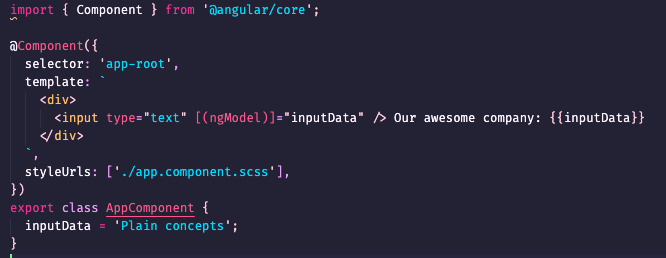 import { Component } from '@angular/core';
@Component({
selector: 'app-root',
template: `
<div>
<input type="text" [(ngModel)]="inputData" /> Our awesome company: {{inputData}}
</div>
`,
styleUrls: ['./app.component.scss'],
})
export class AppComponent {
inputData = 'Plain concepts';
}